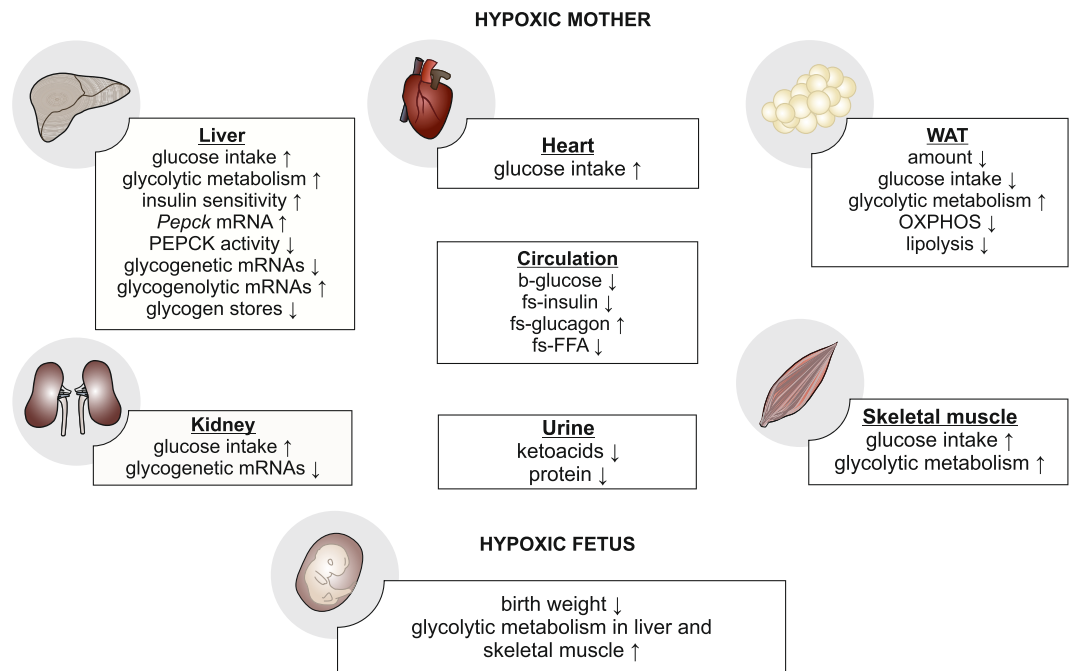 HYPOXIC MOTHER
Liver
glucose intake ↑
glycolytic metabolism ↑
insulin sensitivity ↑
Pepck mRNA ↑
PEPCK activity ↓
glycogenetic mRNAs ↓
glycogenolytic mRNAs ↑
glycogen stores ↓
Heart
glucose intake ↑
WAT
amount ↓
glucose intake ↓
glycolytic metabolism ↑
OXPHOS ↓
lipolysis ↓
Circulation
b-glucose ↓
fs-insulin ↓
fs-glucagon ↑
fs-FFA ↓
Kidney
glucose intake ↑
glycogenetic mRNAs ↓
Urine
ketoacids ↓
protein ↓
Skeletal muscle
glucose intake ↑
glycolytic metabolism ↑
HYPOXIC FETUS
birth weight ↓
glycolytic metabolism in liver and
skeletal muscle ↑